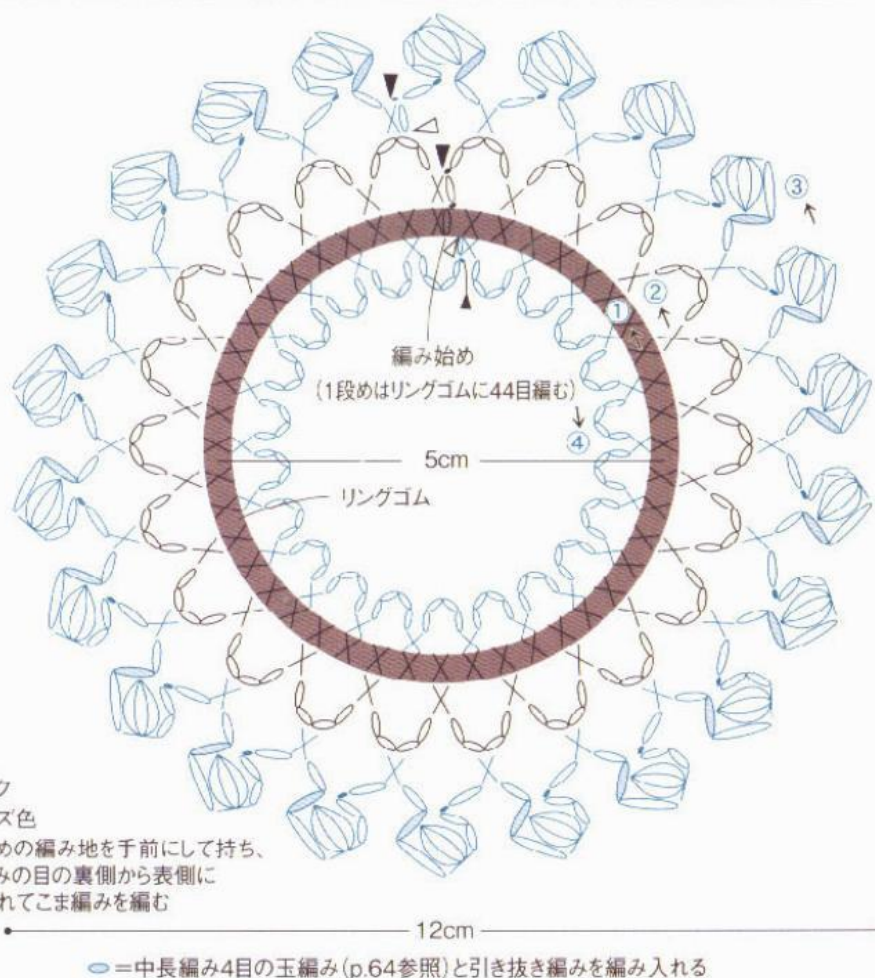 ③
②
①
編み始め
(1段めはリングゴムに44目編む)
④
5cm
リングゴム
ク
ズ色
めの編み地を手前にして持ち、
みの目の裏側から表側に
れてこま編みを編む
12cm
=中長編み4目の玉編み(p.64参照)と引き抜き編みを編み入れる